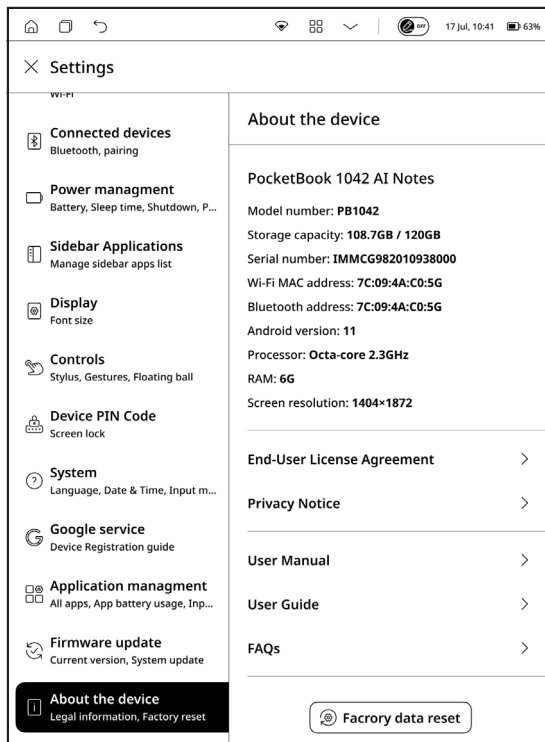 OFF
17 Jul, 10:41
63%
Settings
Wi-Fi
Connected devices
Bluetooth, pairing
Power managment
Battery, Sleep time, Shutdown, P...
Sidebar Applications
Manage sidebar apps list
Display
Font size
Controls
Stylus, Gestures, Floating ball
Device PIN Code
Screen lock
System
Language, Date & Time, Input m...
Google service
Device Registration guide
Application managment
All apps, App battery usage, Inp...
Firmware update
Current version, System update
About the device
Legal information, Factory reset
About the device
PocketBook 1042 AI Notes
Model number: PB1042
Storage capacity: 108.7GB / 120GB
Serial number: IMMCG982010938000
Wi-Fi MAC address: 7C:09:4A:C0:5G
Bluetooth address: 7C:09:4A:C0:5G
Android version: 11
Processor: Octa-core 2.3GHz
RAM: 6G
Screen resolution: 1404×1872
End-User License Agreement
Privacy Notice
User Manual
User Guide
FAQs
Facrory data reset